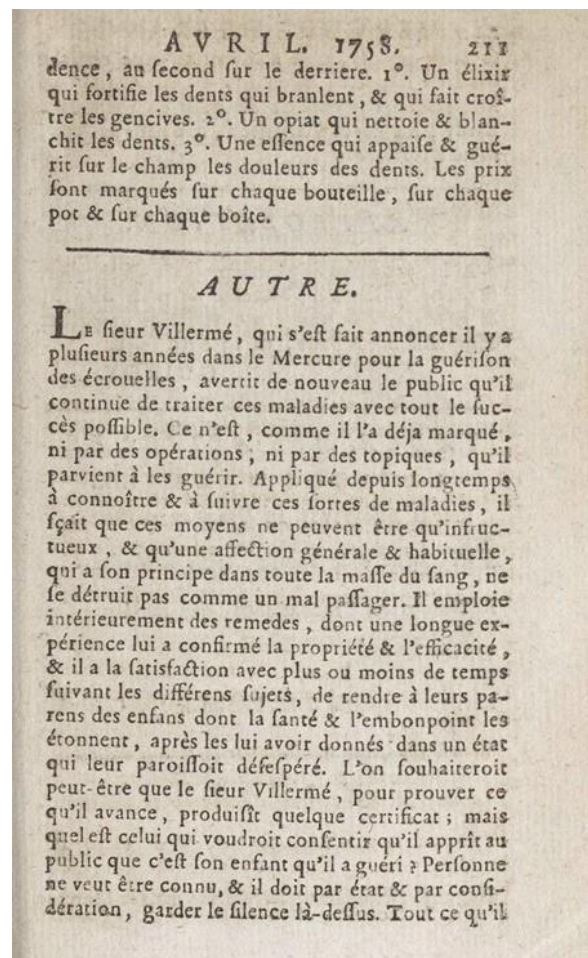 AVRIL. 1758. 211
dence, au ſecond ſur le derriere. 1°. Un élixir
qui fortifie les dents qui branlent, & qui fait croî-
tre les gencives. 2°. Un opiat qui nettoie & blan-
chit les dents. 3°. Une eſſence qui appaiſe & gué-
rit ſur le champ les douleurs des dents. Les prix
ſont marqués ſur chaque bouteille, ſur chaque
pot & ſur chaque boîte.
AUTRE.
LE ſieur Villermé, qui s'eſt fait annoncer il y a
pluſieurs années dans le Mercure pour la guériſon
des écrouelles, avertit de nouveau le public qu'il
continue de traiter ces maladies avec tout le ſuc-
cès poſſible. Ce n'eſt, comme il l'a déja marqué,
ni par des opérations, ni par des topiques, qu'il
parvient à les guérir. Appliqué depuis longtemps
à connoître & à ſuivre ces ſortes de maladies, il
ſçait que ces moyens ne peuvent être qu'infruc-
tueux, & qu'une affection générale & habituelle,
qui a ſon principe dans toute la maſſe du ſang, ne
ſe détruit pas comme un mal paſſager. Il emploie
intérieurement des remedes, dont une longue ex-
périence lui a confirmé la propriété & l'efficacité,
& il a la ſatisfaction avec plus ou moins de temps
ſuivant les différens ſujets, de rendre à leurs pa-
rens des enfans dont la ſanté & l'embonpoint les
étonnent, après les lui avoir donnés dans un état
qui leur paroiſſoit déſeſpéré. L'on ſouhaiteroit
peut-être que le ſieur Villermé, pour prouver ce
qu'il avance, produiſît quelque certificat; mais
quel eſt celui qui voudroit conſentir qu'il apprît au
public que c'eſt ſon enfant qu'il a guéri ? Perſonne
ne veut être connu, & il doit par état & par conſi-
dération, garder le ſilence là-deſſus. Tout ce qu'il